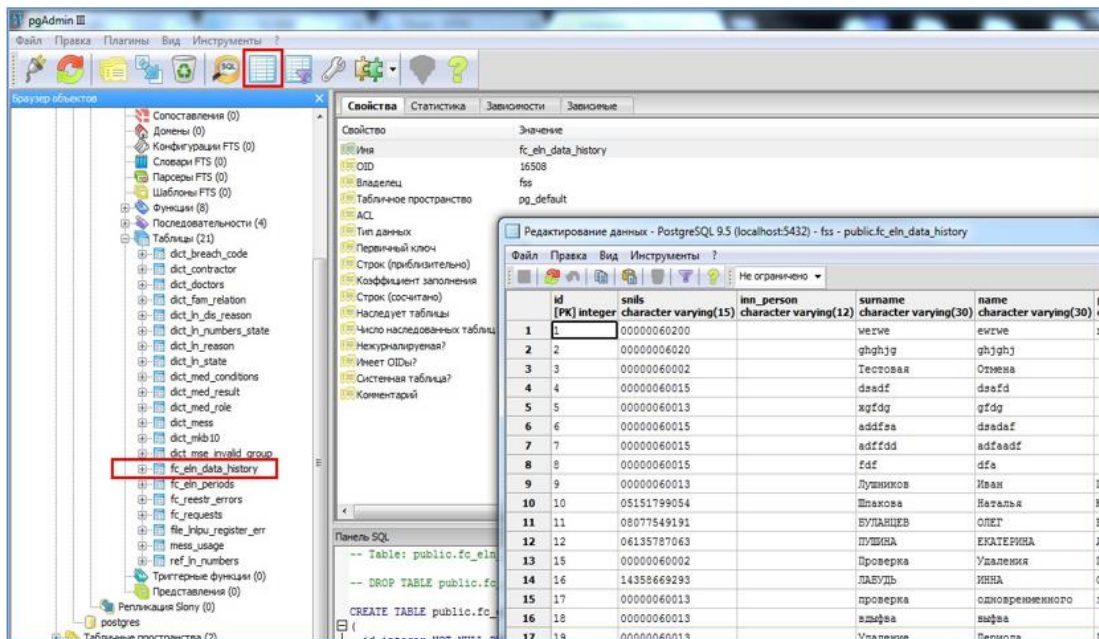 pgAdmin III
Файл Правка Плагины Вид Инструменты ?
SQL
Браузер объектов
Сопоставления (0)
Домены (0)
Конфигурации FTS (0)
Словари FTS (0)
Парсеры FTS (0)
Шаблоны FTS (0)
Функции (8)
Последовательности (4)
Таблицы (21)
dict_breach_code
dict_contractor
dict_doctors
dict_fam_relation
dict_ln_dis_reason
dict_ln_numbers_state
dict_ln_reason
dict_ln_state
dict_med_conditions
dict_med_result
dict_med_role
dict_mess
dict_mkb10
dict_mse_invalid_group
fc_eln_data_history
fc_eln_periods
fc_reestr_errors
fc_requests
file_lnlpu_register_err
mess_usage
ref_ln_numbers
Триггерные функции (0)
Представления (0)
Репликация Slony (0)
postgres
Табличные пространства (2)
Свойства Статистика Зависимости Зависимые
Свойство Значение
Имя fc_eln_data_history
OID 16508
Владелец fss
Табличное пространство pg_default
ACL
Тип данных
Первичный ключ
Строк (приблизительно)
Коэффициент заполнения
Строк (сосчитано)
Наследует таблицы
Число наследованных таблиц
Нежурналируемая?
Имеет OIDы?
Системная таблица?
Комментарий
Панель SQL
-- Table: public.fc_eln
-- DROP TABLE public.fc
CREATE TABLE public.fc_
(
id integer NOT NULL
Редактирование данных - PostgreSQL 9.5 (localhost:5432) - fss - public.fc_eln_data_history
Файл Правка Вид Инструменты ?
Не ограничено
id snils inn_person surname name
[PK] integer character varying(15) character varying(12) character varying(30) character varying(30)
1 1 00000060200 werwe ewrwe
2 2 00000006020 ghghjg ghjghj
3 3 00000060002 Тестовая Отмена
4 4 00000060015 dsadf dsafd
5 5 00000060013 xgfdg gfdg
6 6 00000060015 addfsa dsadaf
7 7 00000060015 adffdd adfaadf
8 8 00000060015 fdf dfa
9 9 00000060013 Лушников Иван
10 10 05151799054 Шпакова Наталья
11 11 08077549191 БУЛАНЦЕВ ОЛЕГ
12 12 06135787063 ПУШИНА ЕКАТЕРИНА
13 15 00000060002 Проверка Удаления
14 16 14358669293 ЛАБУДЬ ИННА
15 17 00000060013 проверка одновременного
16 18 00000060013
17 19 00000060013 Удаление Периода